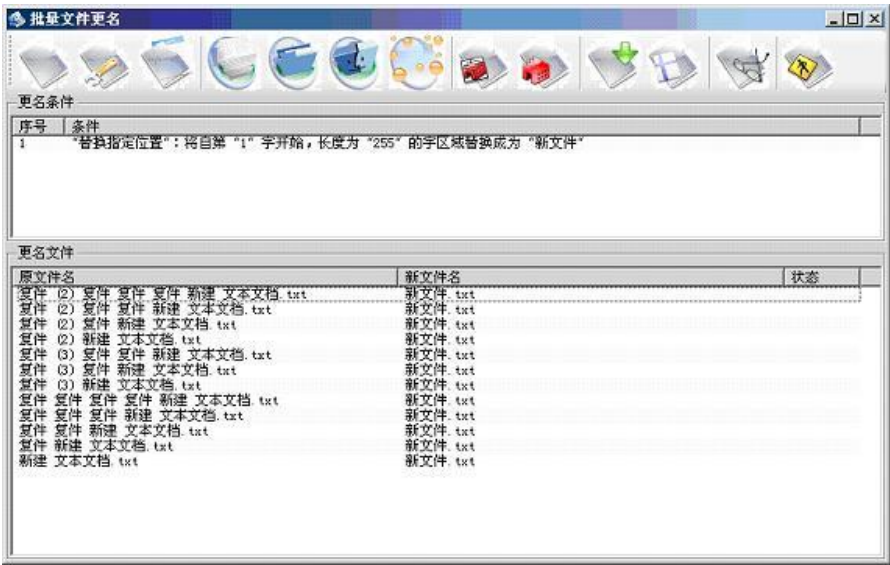 批量文件更名
更名条件
序号 条件
1 "替换指定位置"：将自第 "1" 字开始，长度为 "255" 的字区域替换成为 "新文件"
更名文件
原文件名 新文件名 状态
复件 (2) 复件 复件 复件 新建 文本文档.txt 新文件.txt
复件 (2) 复件 复件 新建 文本文档.txt 新文件.txt
复件 (2) 复件 新建 文本文档.txt 新文件.txt
复件 (2) 新建 文本文档.txt 新文件.txt
复件 (3) 复件 复件 新建 文本文档.txt 新文件.txt
复件 (3) 复件 新建 文本文档.txt 新文件.txt
复件 (3) 新建 文本文档.txt 新文件.txt
复件 复件 复件 复件 新建 文本文档.txt 新文件.txt
复件 复件 复件 新建 文本文档.txt 新文件.txt
复件 复件 新建 文本文档.txt 新文件.txt
复件 新建 文本文档.txt 新文件.txt
新建 文本文档.txt 新文件.txt